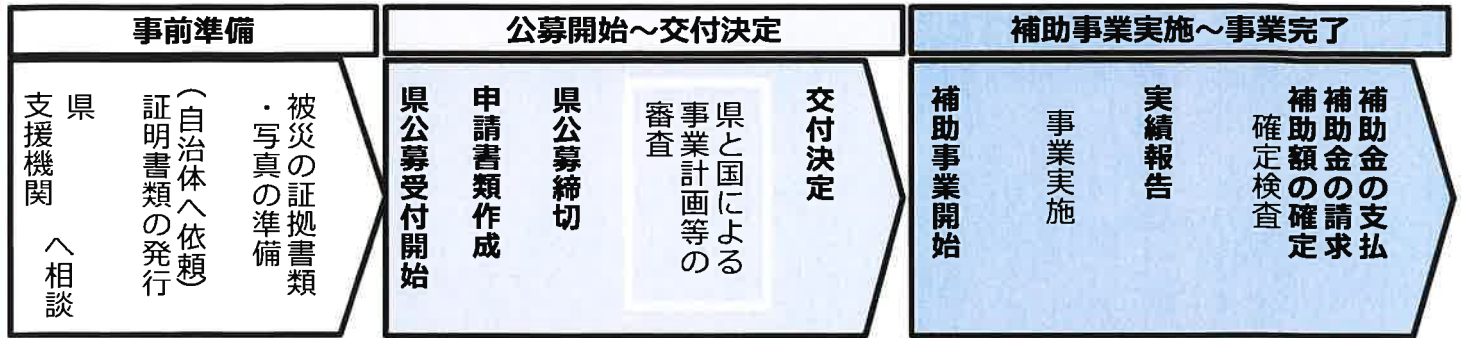 事前準備
県
支援機関 へ相談
(自治体へ依頼)
証明書類の発行
被災の証拠書類
・写真の準備
公募開始～交付決定
県公募受付開始
申請書類作成
県公募締切
県と国による
事業計画等の
審査
交付決定
補助事業実施～事業完了
補助事業開始
事業実施
実績報告
確定検査
補助額の確定
補助金の請求
補助金の支払